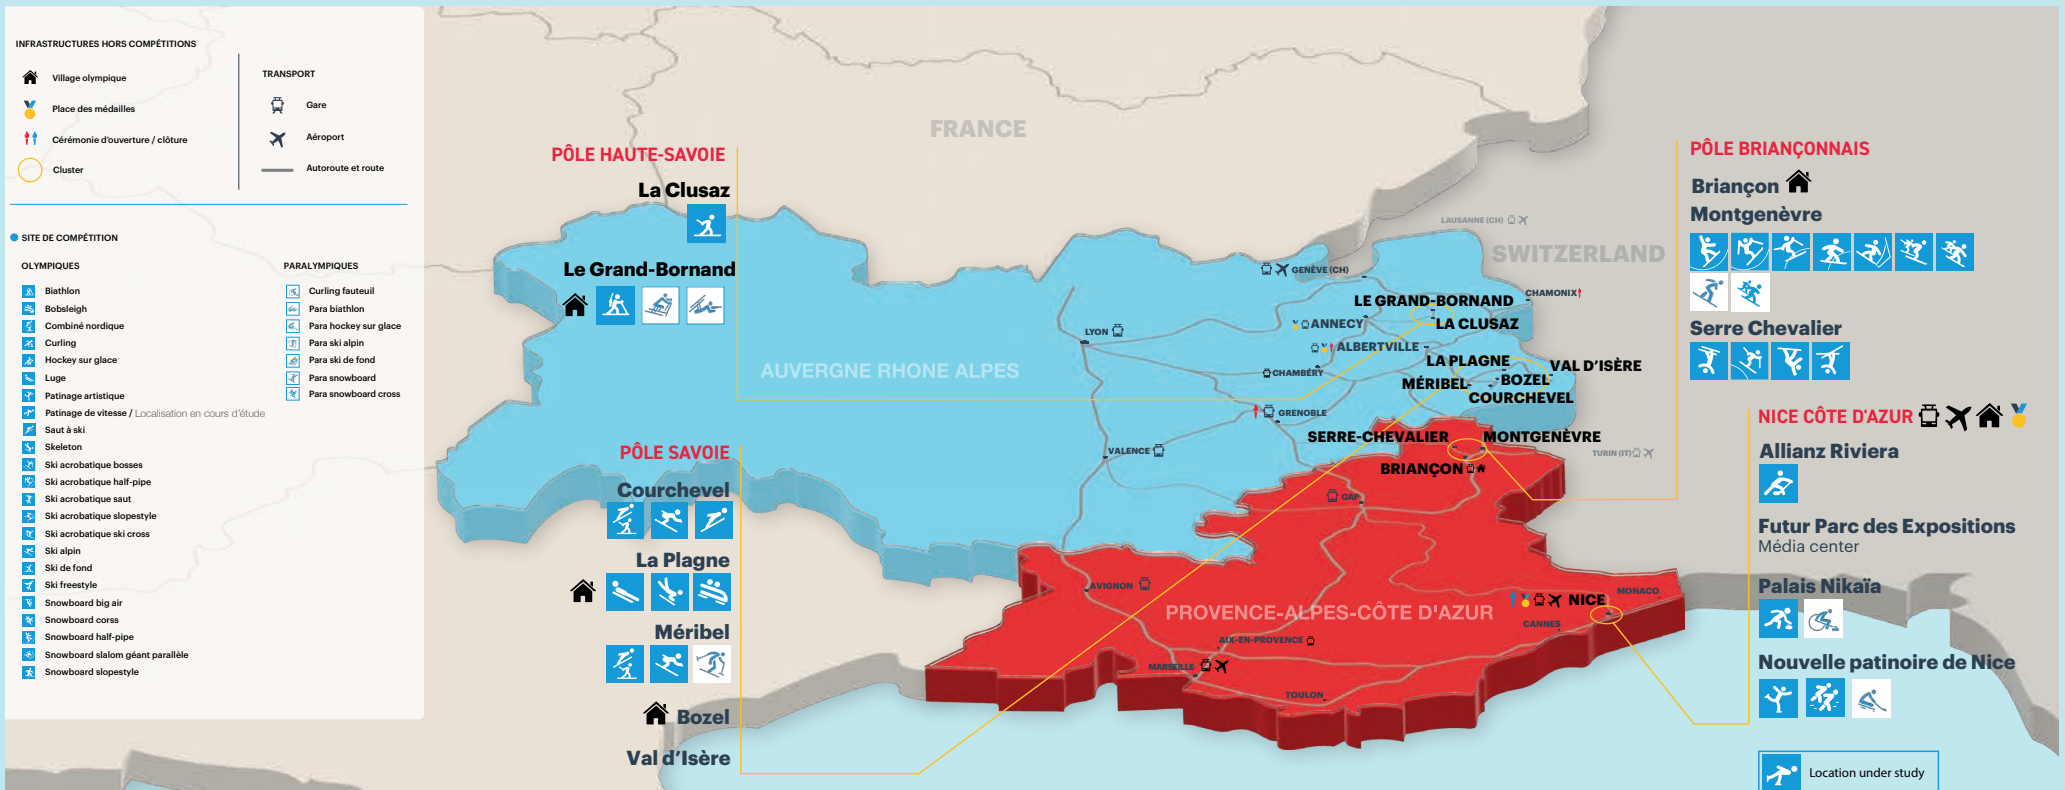 INFRASTRUCTURES HORS COMPÉTITIONS
Village olympique
Place des médailles
Cérémonie d'ouverture / clôture
Cluster
TRANSPORT
Gare
Aéroport
Autoroute et route
SITE DE COMPÉTITION
OLYMPIQUES
Biathlon
Bobsleigh
Combiné nordique
Curling
Hockey sur glace
Luge
Patinage artistique
Patinage de vitesse / Localisation en cours d'étude
Saut à ski
Skeleton
Ski acrobatique bosses
Ski acrobatique half-pipe
Ski acrobatique saut
Ski acrobatique slopestyle
Ski acrobatique ski cross
Ski alpin
Ski de fond
Ski freestyle
Snowboard big air
Snowboard corss
Snowboard half-pipe
Snowboard slalom géant parallèle
Snowboard slopestyle
PARALYMPIQUES
Curling fauteuil
Para biathlon
Para hockey sur glace
Para ski alpin
Para ski de fond
Para snowboard
Para snowboard cross
PÔLE HAUTE-SAVOIE
La Clusaz
Le Grand-Bornand
PÔLE SAVOIE
Courchevel
La Plagne
Méribel
Bozel
Val d'Isère
FRANCE
SWITZERLAND
LAUSANNE (CH)
GENÈVE (CH)
CHAMONIX
LE GRAND-BORNAND
ANNECY
LA CLUSAZ
LYON
ALBERTVILLE
AUVERGNE RHONE ALPES
CHAMBÉRY
LA PLAGNE
VAL D'ISÈRE
MÉRIBEL
BOZEL
COURCHEVEL
GRENOBLE
SERRE-CHEVALIER
MONTGENÈVRE
VALENCE
TURIN (IT)
BRIANÇON
GAP
AVIGNON
PROVENCE-ALPES-CÔTE D'AZUR
NICE
MONACO
CANNES
AIX-EN-PROVENCE
MARSEILLE
TOULON
PÔLE BRIANÇONNAIS
Briançon
Montgenèvre
Serre Chevalier
NICE CÔTE D'AZUR
Allianz Riviera
Futur Parc des Expositions
Média center
Palais Nikaïa
Nouvelle patinoire de Nice
Location under study